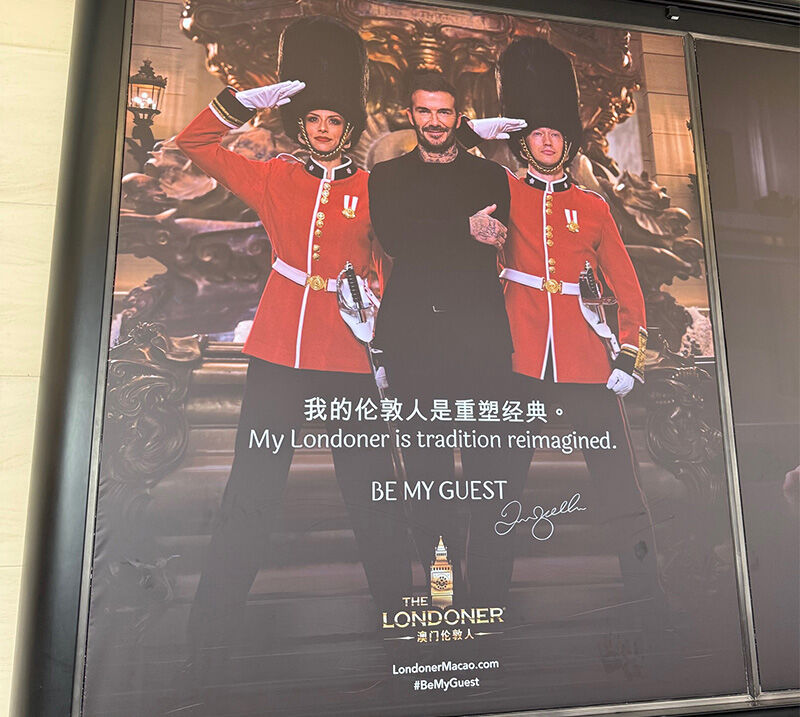 我的伦敦人是重塑经典。
My Londoner is tradition reimagined.
BE MY GUEST
THE
LONDONER
澳门伦敦人
LondonerMacao.com
#BeMyGuest